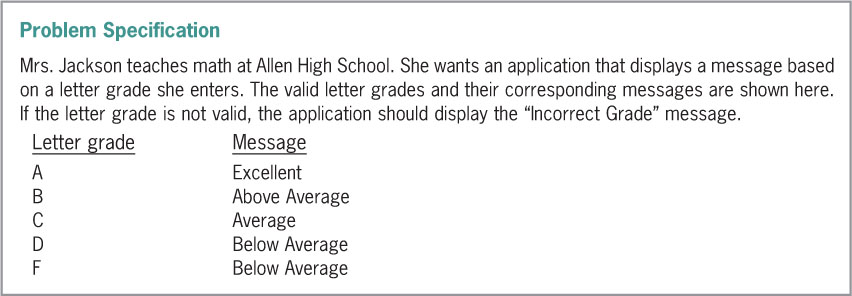 Problem Specification
Mrs. Jackson teaches math at Allen High School. She wants an application that displays a message based
on a letter grade she enters. The valid letter grades and their corresponding messages are shown here.
If the letter grade is not valid, the application should display the “Incorrect Grade” message.
Letter grade Message
A Excellent
B Above Average
C Average
D Below Average
F Below Average